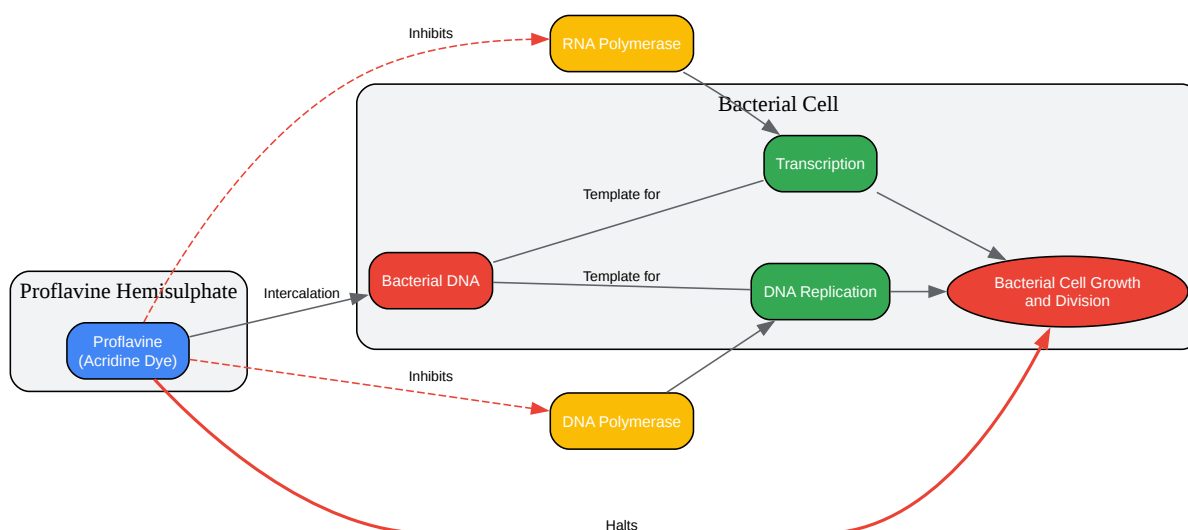 Inhibits
RNA Polymerase
Bacterial Cell
Transcription
Template for
Bacterial DNA
Template for
DNA Replication
Bacterial Cell Growth
and Division
Proflavine Hemisulphate
Intercalation
Proflavine
(Acridine Dye)
Inhibits
DNA Polymerase
Halts